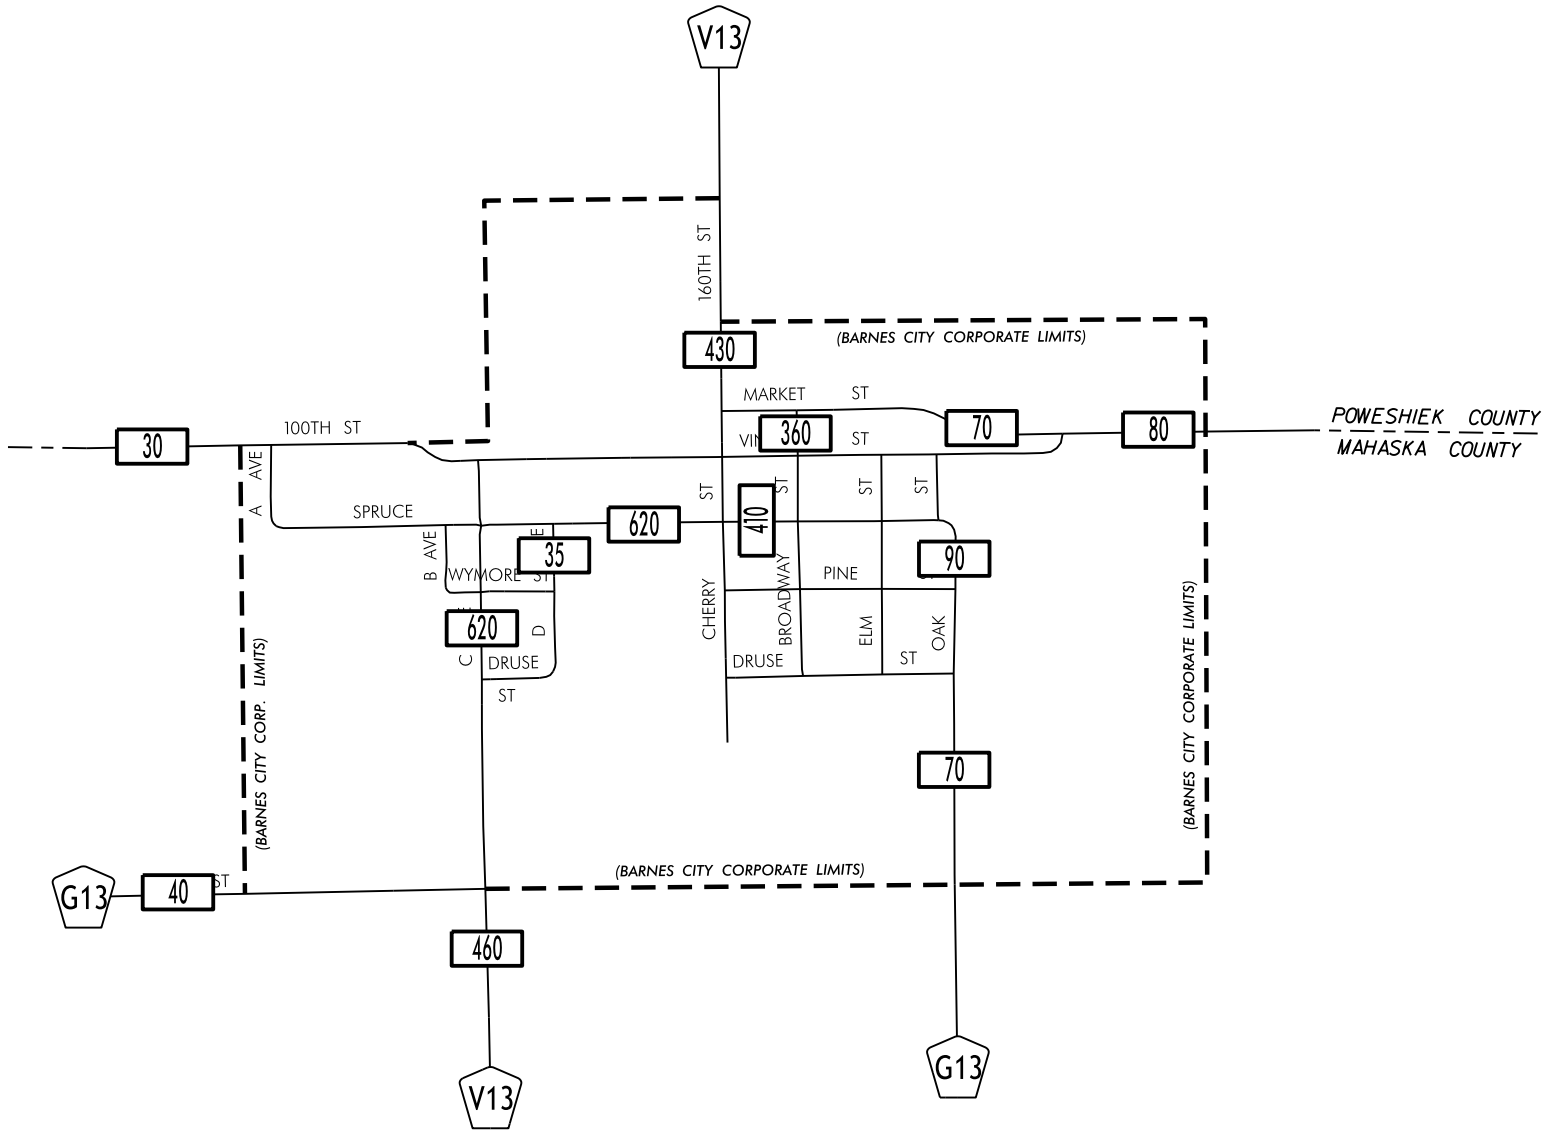 V13
160TH ST
(BARNES CITY CORPORATE LIMITS)
430
MARKET ST
360
70
80
POWESHIEK COUNTY
MAHASKA COUNTY
30
100TH ST
ST
A AVE
SPRUCE
620
ST
410
ST
ST
ST
B AVE
35
WYMORE
90
PINE
CHERRY
BROADWAY
ELM
OAK
620
C
D
DRUSE
ST
DRUSE ST
(BARNES CITY CORP. LIMITS)
(BARNES CITY CORPORATE LIMITS)
70
(BARNES CITY CORPORATE LIMITS)
G13
40
ST
460
V13
G13